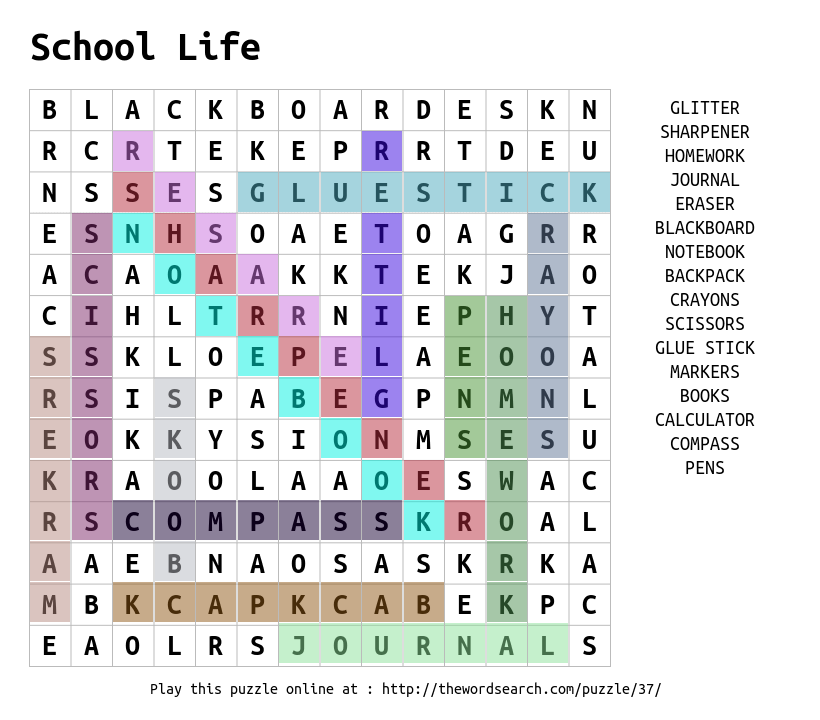 School Life
B L A C K B O A R D E S K N
GLITTER
R C R T E K E P R R T D E U
SHARPENER
HOMEWORK
N S S E S G L U E S T I C K
JOURNAL
ERASER
E S N H S O A E T O A G R R
BLACKBOARD
NOTEBOOK
A C A O A A K K T E K J A O
BACKPACK
CRAYONS
C I H L T R R N I E P H Y T
SCISSORS
GLUE STICK
S S K L O E P E L A E O O A
MARKERS
R S I S P A B E G P N M N L
BOOKS
CALCULATOR
E O K K Y S I O N M S E S U
COMPASS
PENS
K R A O O L A A O E S W A C
R S C O M P A S S K R O A L
A A E B N A O S A S K R K A
M B K C A P K C A B E K P C
E A O L R S J O U R N A L S
Play this puzzle online at : http://thewordsearch.com/puzzle/37/